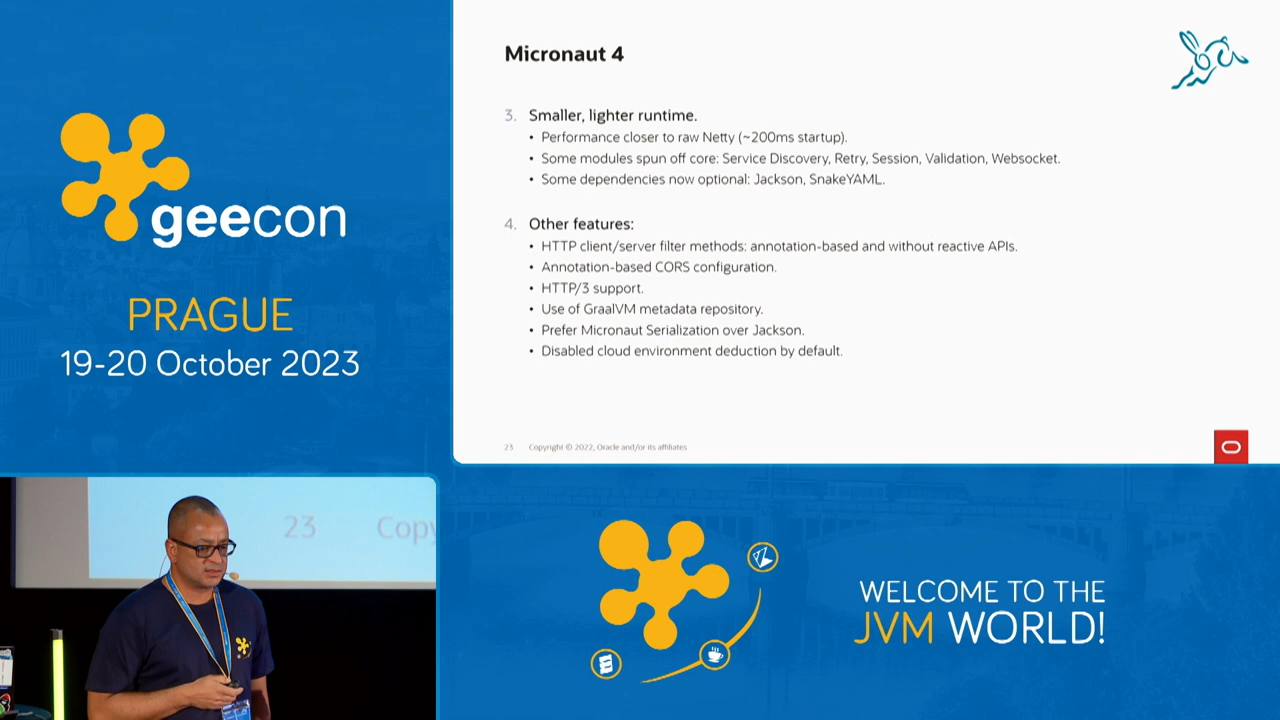 geecon
PRAGUE
19-20 October 2023
Micronaut 4
3. Smaller, lighter runtime.
• Performance closer to raw Netty (~200ms startup).
• Some modules spun off core: Service Discovery, Retry, Session, Validation, Websocket.
• Some dependencies now optional: Jackson, SnakeYAML.
4. Other features:
• HTTP client/server filter methods: annotation-based and without reactive APIs.
• Annotation-based CORS configuration.
• HTTP/3 support.
• Use of GraalVM metadata repository.
• Prefer Micronaut Serialization over Jackson.
• Disabled cloud environment deduction by default.
23 Copyright © 2022, Oracle and/or its affiliates
23 Copy
WELCOME TO THE
JVM WORLD!